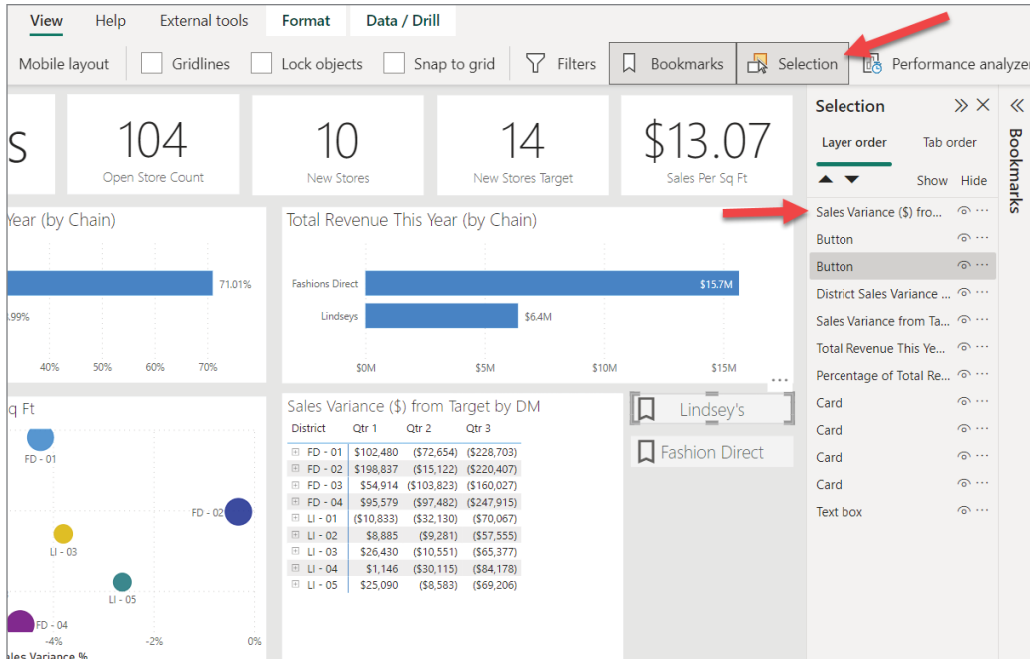 View Help External tools Format Data / Drill
Mobile layout Gridlines Lock objects Snap to grid Filters Bookmarks Selection Performance analyzer
Selection
Layer order Tab order
Show Hide
Bookmarks
s
104
Open Store Count
10
New Stores
14
New Stores Target
$13.07
Sales Per Sq Ft
Year (by Chain)
71.01%
.99%
40% 50% 60% 70%
Total Revenue This Year (by Chain)
Fashions Direct $15.7M
Lindseys $6.4M
$0M $5M $10M $15M
Sales Variance ($) fro...
Button
Button
District Sales Variance ...
Sales Variance from Ta...
Total Revenue This Ye...
Percentage of Total Re...
Card
Card
Card
Card
Text box
q Ft
FD - 01
FD - 02
LI - 03
LI - 05
FD - 04
-4% -2% 0%
ales Variance %
Sales Variance ($) from Target by DM
District Qtr 1 Qtr 2 Qtr 3
FD - 01 $102,480 ($72,654) ($228,703)
FD - 02 $198,837 ($15,122) ($220,407)
FD - 03 $54,914 ($103,823) ($160,027)
FD - 04 $95,579 ($97,482) ($247,915)
LI - 01 ($10,833) ($32,130) ($70,067)
LI - 02 $8,885 ($9,281) ($57,555)
LI - 03 $26,430 ($10,551) ($65,377)
LI - 04 $1,146 ($30,115) ($84,178)
LI - 05 $25,090 ($8,583) ($69,206)
Lindsey's
Fashion Direct